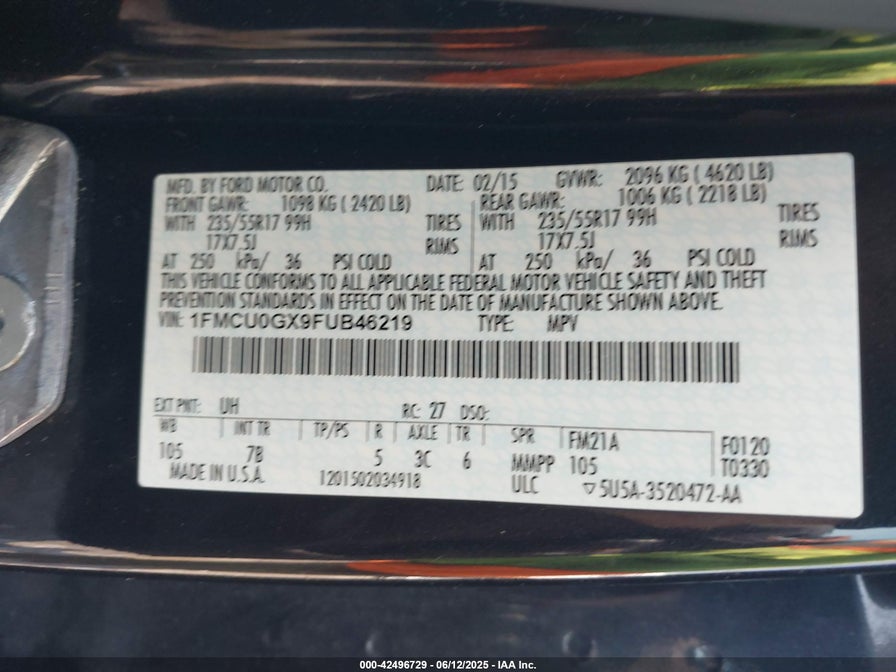 MFD. BY FORD MOTOR CO. DATE: 02/15 GVWR: 2096 KG ( 4620 LB)
FRONT GAWR: 1098 KG ( 2420 LB) REAR GAWR: 1006 KG ( 2218 LB)
WITH 235/55R17 99H TIRES WITH 235/55R17 99H TIRES
17X7.5J RIMS 17X7.5J RIMS
AT 250 kPa/ 36 PSI COLD AT 250 kPa/ 36 PSI COLD
THIS VEHICLE CONFORMS TO ALL APPLICABLE FEDERAL MOTOR VEHICLE SAFETY AND THEFT
PREVENTION STANDARDS IN EFFECT ON THE DATE OF MANUFACTURE SHOWN ABOVE.
VIN: 1FMCU0GX9FUB46219 TYPE: MPV
EXT PNT: UH RC: 27 DSO:
WB INT TR TP/PS R AXLE TR SPR FM21A F0120
105 7B 5 3C 6 MMPP 105 T0330
MADE IN U.S.A. 1201502034918 ULC ▽5U5A-3520472-AA
000-42496729 - 06/12/2025 - IAA Inc.